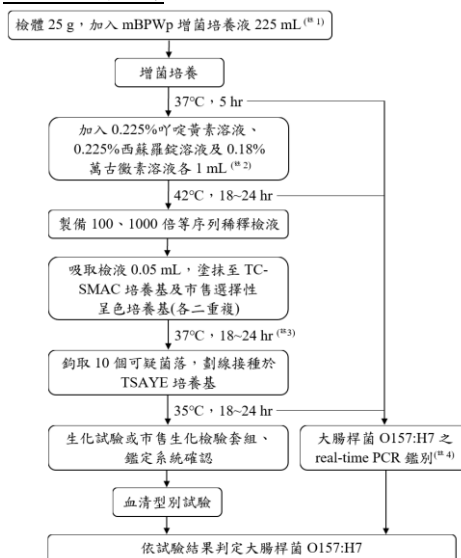 檢體 25 g，加入 mBPWp 增菌培養液 225 mL (註 1)
增菌培養
37℃，5 hr
加入 0.225%吖啶黃素溶液、
0.225%西蘇羅錠溶液及 0.18%
萬古黴素溶液各 1 mL (註 2)
42℃，18~24 hr
製備 100、1000 倍等序列稀釋檢液
吸取檢液 0.05 mL，塗抹至 TC-
SMAC 培養基及市售選擇性
呈色培養基(各二重複)
37℃，18~24 hr (註3)
鉤取 10 個可疑菌落，劃線接種於
TSAYE 培養基
35℃，18~24 hr
生化試驗或市售生化檢驗套組、
鑑定系統確認
大腸桿菌 O157:H7 之
real-time PCR 鑑別(註 4)
血清型別試驗
依試驗結果判定大腸桿菌 O157:H7